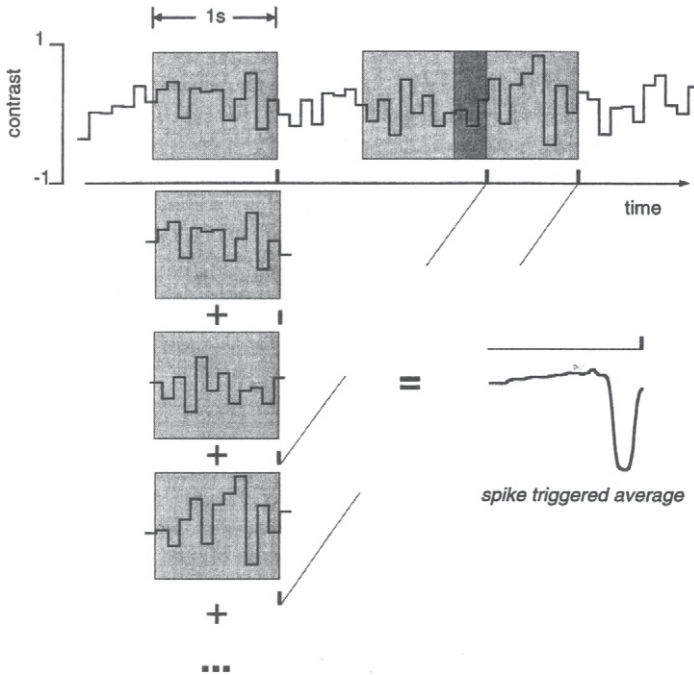 1s
1
contrast
-1
time
+
+
=
spike triggered average
+
...